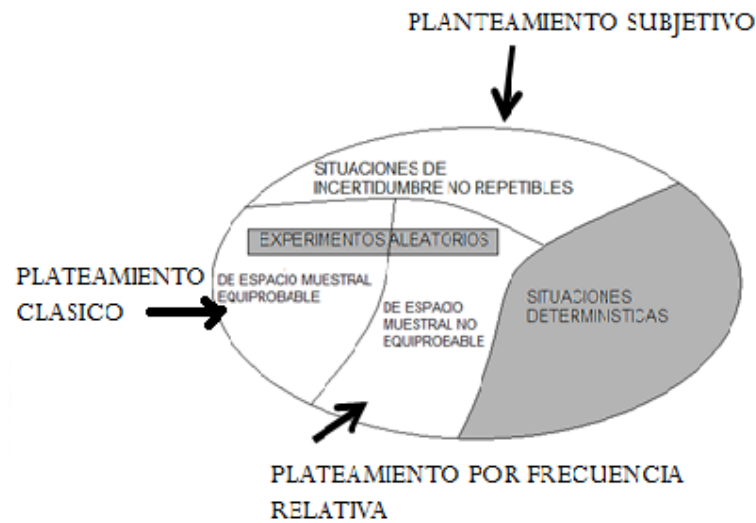 PLANTEAMIENTO SUBJETIVO
SITUACIONES DE
INCERTIDUMBRE NO REPETIBLES
EXPERIMENTOS ALEATORIOS
PLATEAMIENTO
CLASICO
DE ESPACIO MUESTRAL
EQUIPROBABLE
DE ESPACIO
MUESTRAL NO
EQUIPROBABLE
SITUACIONES
DETERMINISTICAS
PLATEAMIENTO POR FRECUENCIA
RELATIVA